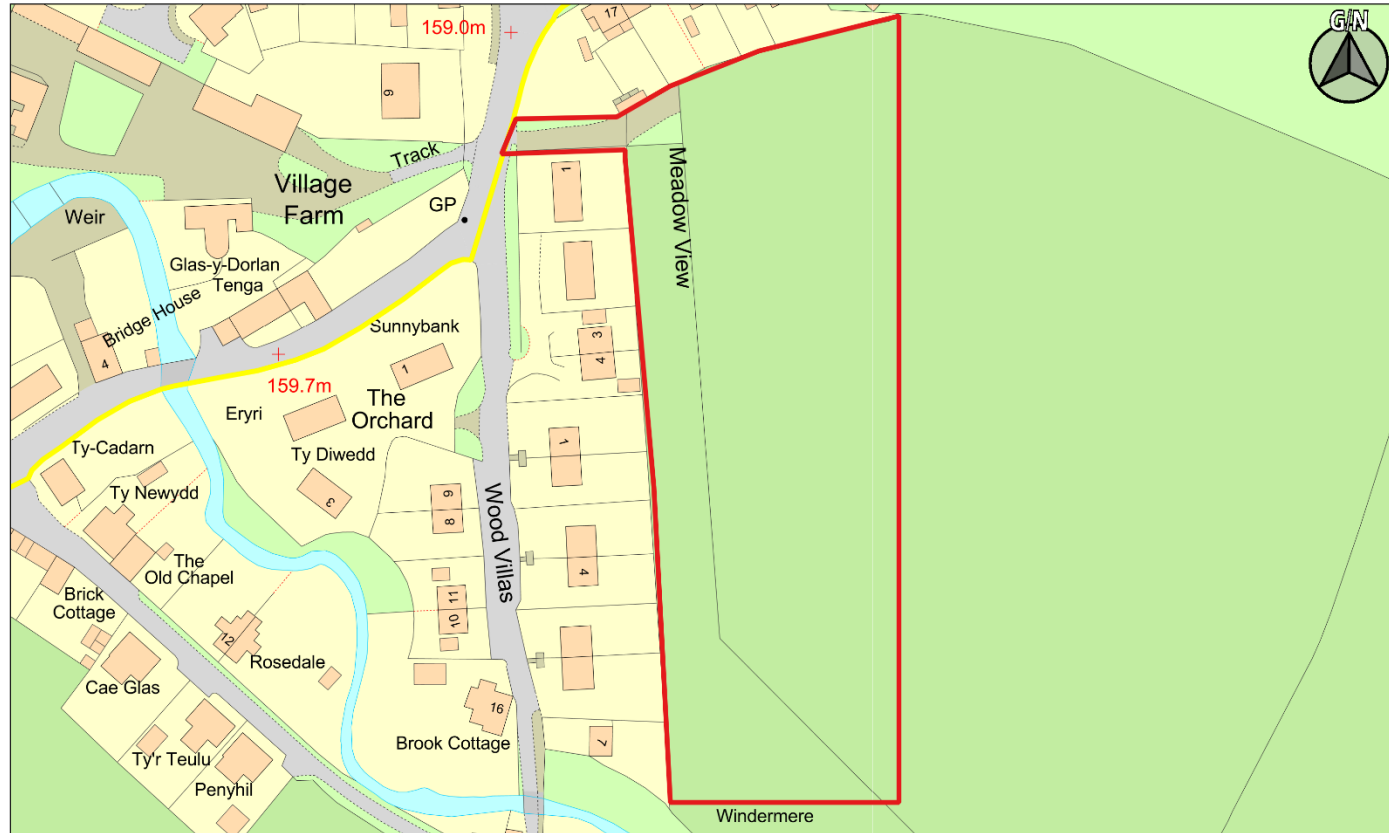 17
159.0m
G/N
9
Track
Village
Farm
GP
Weir
Meadow View
1
Glas-y-Dorlan
Tenga
Bridge House
Sunnybank
3
4
4
159.7m
1
The
Orchard
Eryri
Ty-Cadarn
Ty Diwedd
1
Ty Newydd
3
9
8
Wood Villas
The
Old Chapel
4
Brick
Cottage
11
10
12
Rosedale
Cae Glas
16
Brook Cottage
7
Ty'r Teulu
Penyhil
Windermere